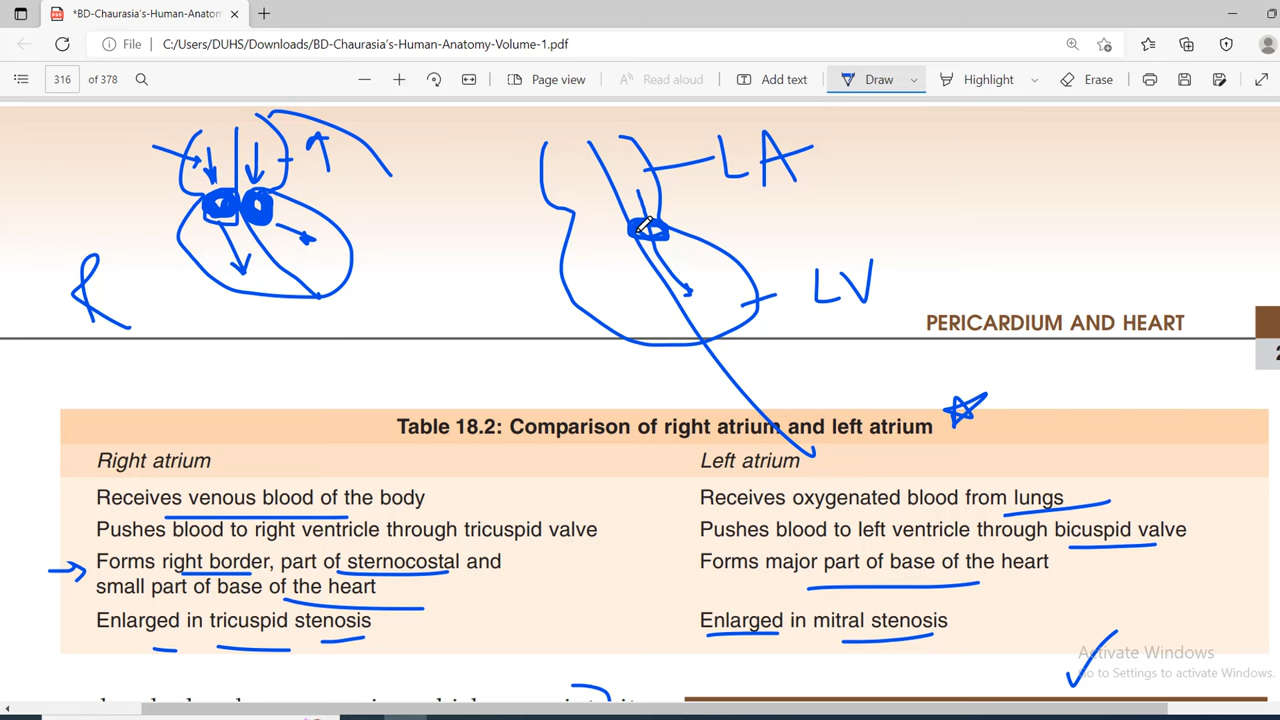 *BD-Chaurasia's-Human-Anatom
File
C:/Users/DUHS/Downloads/BD-Chaurasia's-Human-Anatomy-Volume-1.pdf
316 of 378
Page view
Read aloud
Add text
Draw
Highlight
Erase
LA
LV
R
PERICARDIUM AND HEART
2
Table 18.2: Comparison of right atrium and left atrium
Right atrium
Left atrium
Receives venous blood of the body
Receives oxygenated blood from lungs
Pushes blood to right ventricle through tricuspid valve
Pushes blood to left ventricle through bicuspid valve
Forms right border, part of sternocostal and
small part of base of the heart
Forms major part of base of the heart
Enlarged in tricuspid stenosis
Enlarged in mitral stenosis
Activate Windows
Go to Settings to activate Windows.